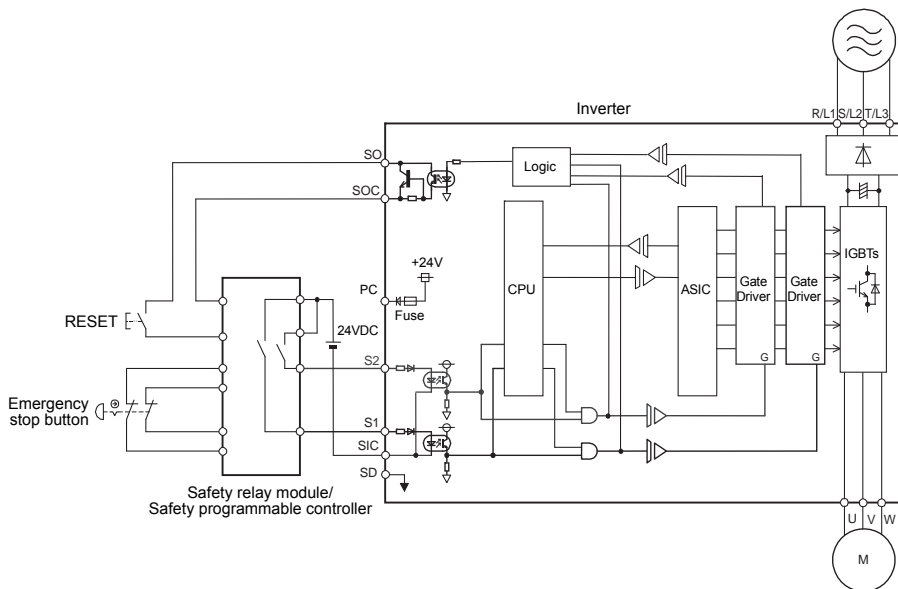 Inverter
R/L1 S/L2 T/L3
SO
SOC
Logic
+24V
PC
Fuse
CPU
ASIC
Gate
Driver
G
Gate
Driver
G
IGBTs
RESET
24VDC
S2
Emergency
stop button
S1
SIC
SD
Safety relay module/
Safety programmable controller
U V W
M